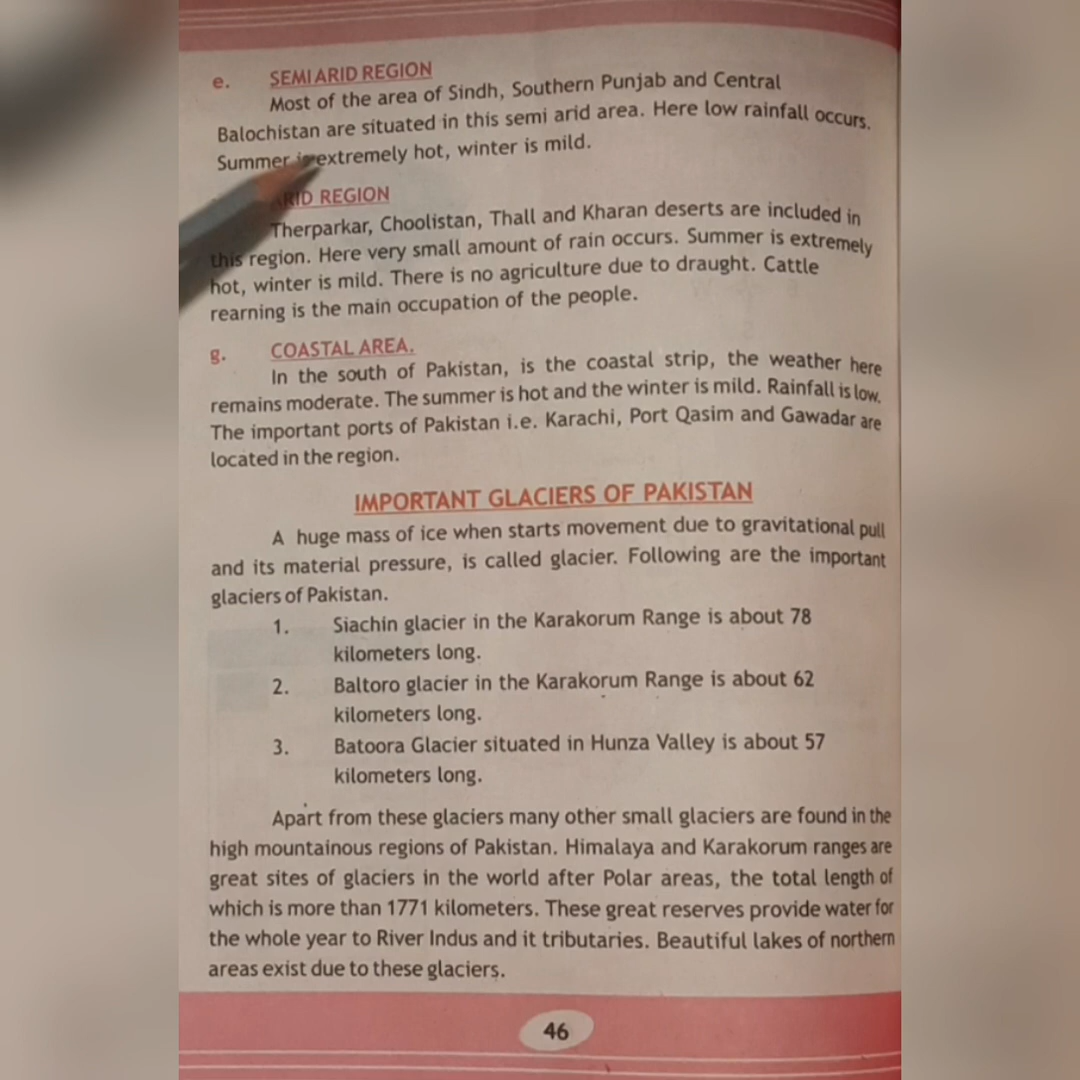 e. SEMI ARID REGION
Most of the area of Sindh, Southern Punjab and Central
Balochistan are situated in this semi arid area. Here low rainfall occurs.
Summer is extremely hot, winter is mild.
ARID REGION
Therparkar, Choolistan, Thall and Kharan deserts are included in
this region. Here very small amount of rain occurs. Summer is extremely
hot, winter is mild. There is no agriculture due to draught. Cattle
rearning is the main occupation of the people.
g. COASTAL AREA.
In the south of Pakistan, is the coastal strip, the weather here
remains moderate. The summer is hot and the winter is mild. Rainfall is low.
The important ports of Pakistan i.e. Karachi, Port Qasim and Gawadar are
located in the region.
IMPORTANT GLACIERS OF PAKISTAN
A huge mass of ice when starts movement due to gravitational pull
and its material pressure, is called glacier. Following are the important
glaciers of Pakistan.
1. Siachin glacier in the Karakorum Range is about 78
kilometers long.
2. Baltoro glacier in the Karakorum Range is about 62
kilometers long.
3. Batoora Glacier situated in Hunza Valley is about 57
kilometers long.
Apart from these glaciers many other small glaciers are found in the
high mountainous regions of Pakistan. Himalaya and Karakorum ranges are
great sites of glaciers in the world after Polar areas, the total length of
which is more than 1771 kilometers. These great reserves provide water for
the whole year to River Indus and it tributaries. Beautiful lakes of northern
areas exist due to these glaciers.
46